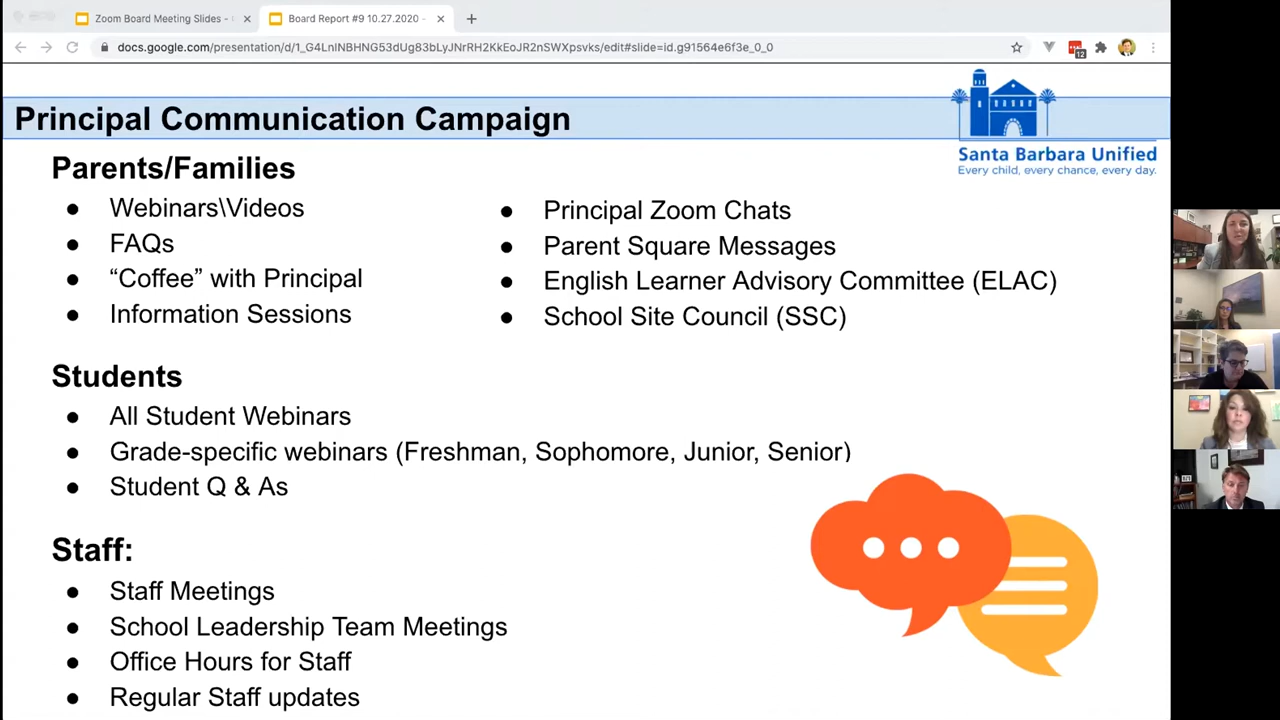 Zoom Board Meeting Slides -
Board Report #9 10.27.2020 -
docs.google.com/presentation/d/1_G4LnINBHNG53dUg83bLyJNrRH2KkEoJR2nSWXpsvks/edit#slide=id.g91564e6f3e_0_0
12
Principal Communication Campaign
Santa Barbara Unified
Every child, every chance, every day.
Parents/Families
● Webinars\Videos
● FAQs
● “Coffee” with Principal
● Information Sessions
● Principal Zoom Chats
● Parent Square Messages
● English Learner Advisory Committee (ELAC)
● School Site Council (SSC)
Students
● All Student Webinars
● Grade-specific webinars (Freshman, Sophomore, Junior, Senior)
● Student Q & As
Staff:
● Staff Meetings
● School Leadership Team Meetings
● Office Hours for Staff
● Regular Staff updates